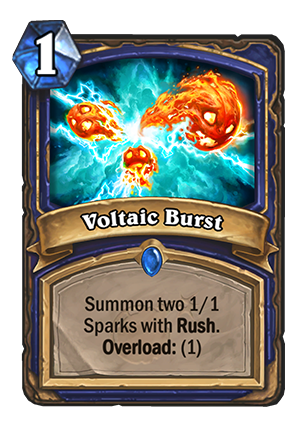 1
Voltaic Burst
Summon two 1/1
Sparks with Rush.
Overload: (1)